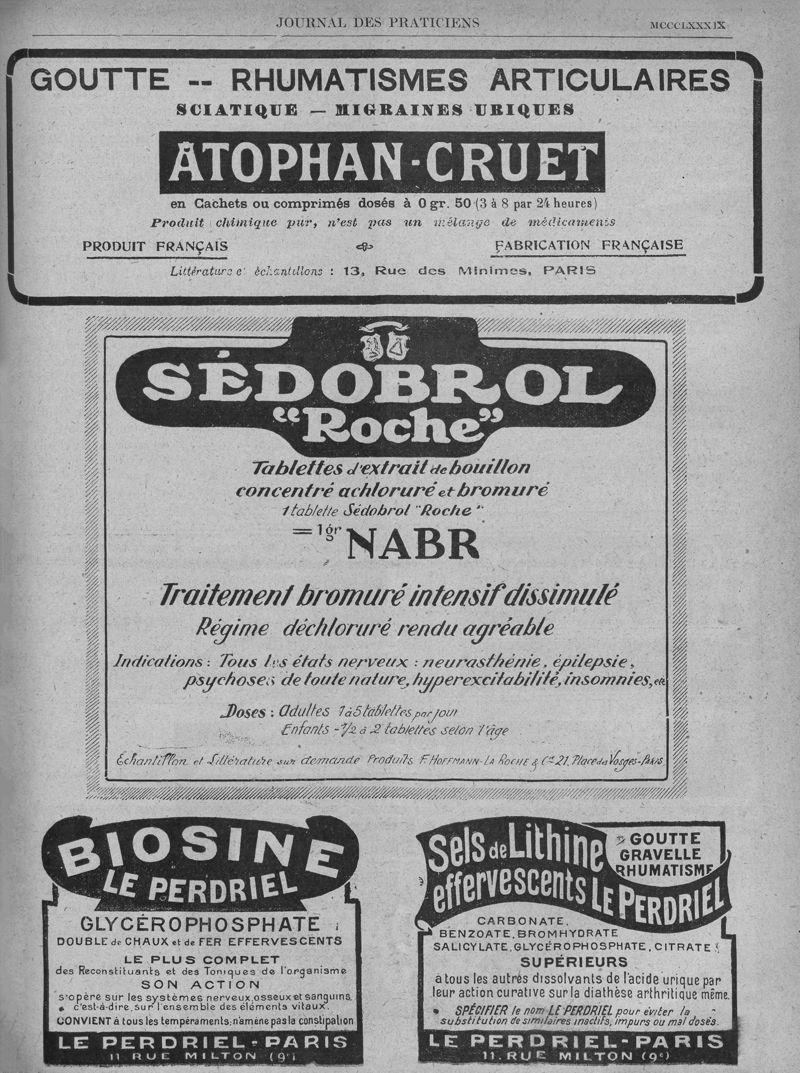 JOURNAL DES PRATICIENS
MCCCLXXXIX
GOUTTE -- RHUMATISMES ARTICULAIRES
SCIATIQUE — MIGRAINES URIQUES
ATOPHAN-CRUET
en Cachets ou comprimés dosés à 0 gr. 50 (3 à 8 par 24 heures)
Produit chimique pur, n'est pas un mélange de médicaments
PRODUIT FRANÇAIS
FABRICATION FRANÇAISE
Littérature et échantillons : 13, Rue des Minimes, PARIS
SÉDOBROL
"Roche"
Tablettes d'extrait de bouillon
concentré achloruré et bromuré
1 tablette Sédobrol "Roche"
= 1gr NABR
Traitement bromuré intensif dissimulé
Régime déchloruré rendu agréable
Indications : Tous les états nerveux : neurasthénie, épilepsie,
psychoses de toute nature, hyperexcitabilité, insomnies, etc
Doses : Adultes 1 à 5 tablettes par jour
Enfants - 1/2 à 2 tablettes selon l'âge
Échantillon et Littérature sur demande Produits F. HOFFMANN-LA ROCHE & Cie 21, Place des Vosges-PARIS
BIOSINE
LE PERDRIEL
GLYCÉROPHOSPHATE
DOUBLE de CHAUX et de FER EFFERVESCENTS
LE PLUS COMPLET
des Reconstituants et des Toniques de l'organisme
SON ACTION
s'opère sur les systèmes nerveux, osseux et sanguins,
c'est-à-dire, sur l'ensemble des éléments vitaux.
CONVIENT à tous les tempéraments, n'amène pas la constipation
LE PERDRIEL - PARIS
11 RUE MILTON (9e)
Sels de Lithine
effervescents LE PERDRIEL
GOUTTE
GRAVELLE
RHUMATISME
CARBONATE,
BENZOATE, BROMHYDRATE
SALICYLATE, GLYCÉROPHOSPHATE, CITRATE
SUPÉRIEURS
à tous les autres dissolvants de l'acide urique par
leur action curative sur la diathèse arthritique même.
SPÉCIFIER le nom LE PERDRIEL pour éviter la
substitution de similaires inactifs, impurs ou mal dosés.
LE PERDRIEL - PARIS
11, RUE MILTON (9e)